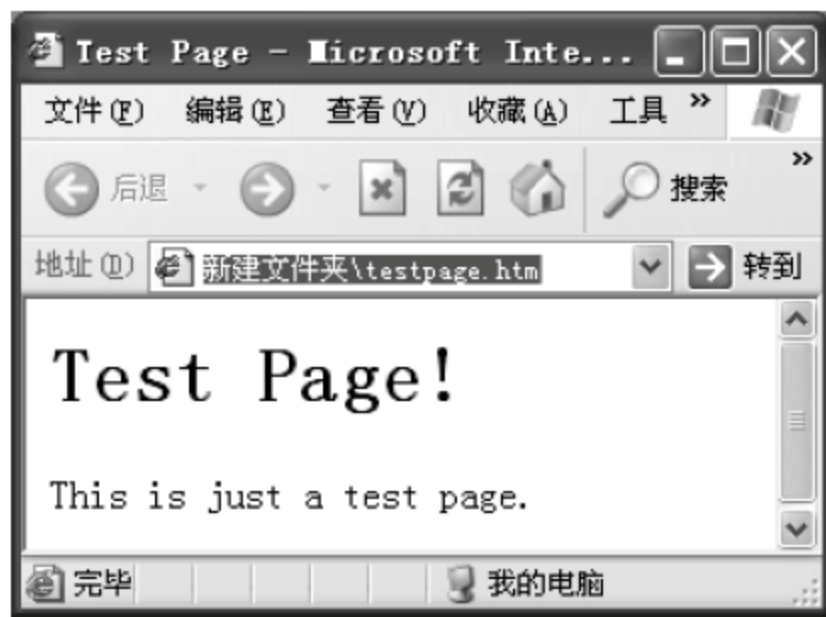 Test Page - Microsoft Inte...
文件(F) 编辑(E) 查看(V) 收藏(A) 工具 »
后退 搜索 »
地址(D) 新建文件夹\testpage.htm 转到
Test Page!
This is just a test page.
完毕 我的电脑